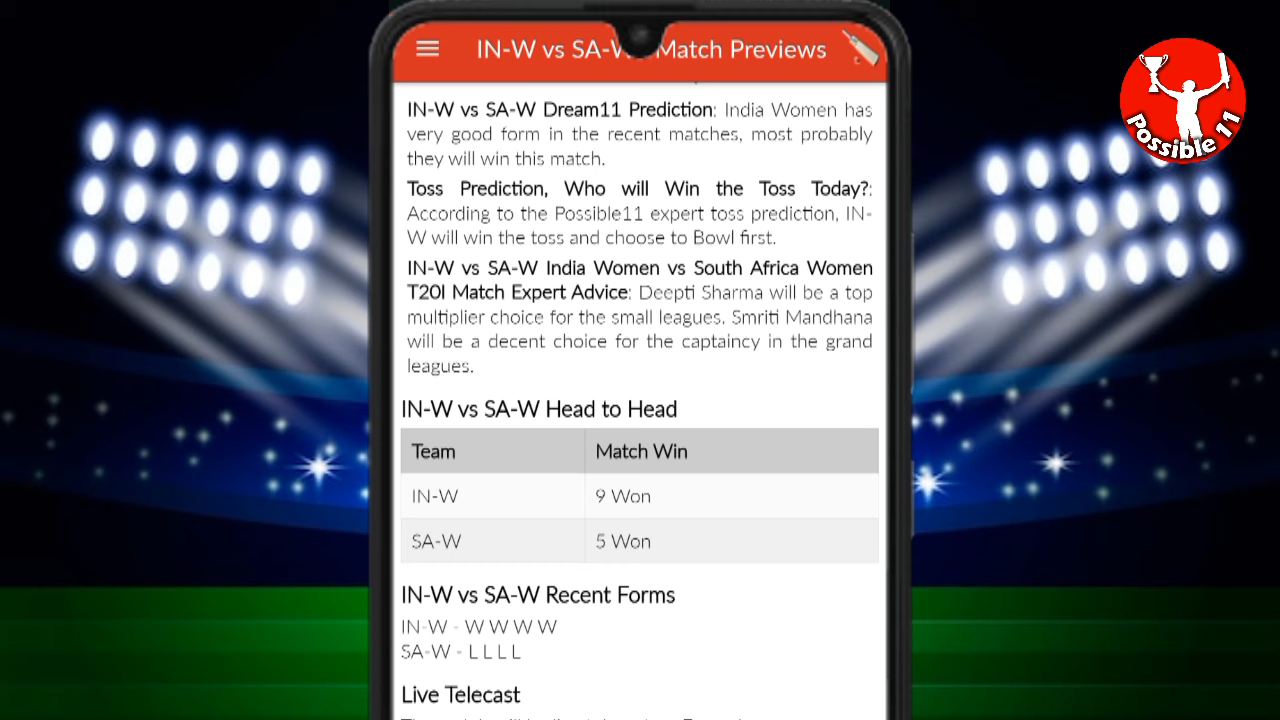 IN-W vs SA-W Match Previews
Possible 11
IN-W vs SA-W Dream11 Prediction: India Women has
very good form in the recent matches, most probably
they will win this match.
Toss Prediction, Who will Win the Toss Today?:
According to the Possible11 expert toss prediction, IN-
W will win the toss and choose to Bowl first.
IN-W vs SA-W India Women vs South Africa Women
T20I Match Expert Advice: Deepti Sharma will be a top
multiplier choice for the small leagues. Smriti Mandhana
will be a decent choice for the captaincy in the grand
leagues.
IN-W vs SA-W Head to Head
Team Match Win
IN-W 9 Won
SA-W 5 Won
IN-W vs SA-W Recent Forms
IN-W - W W W W
SA-W - L L L L
Live Telecast